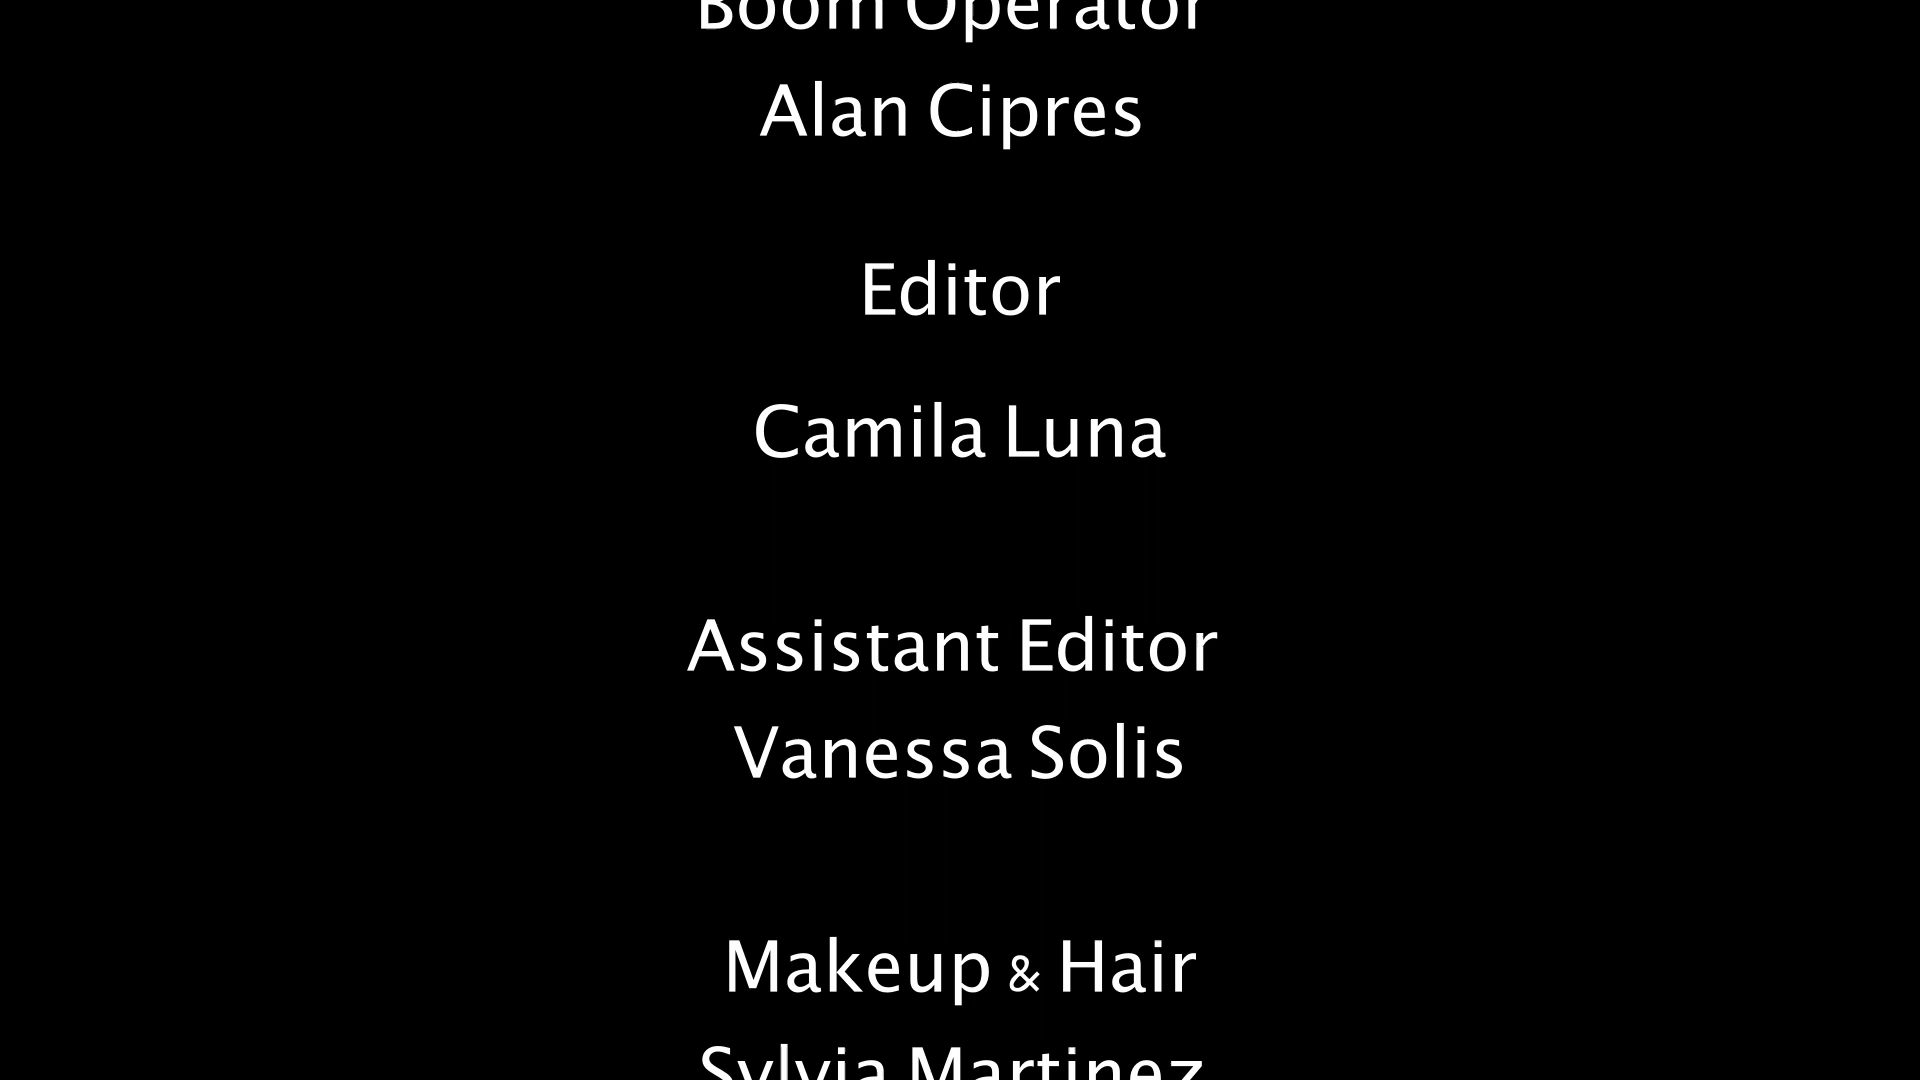 Boom Operator
Alan Cipres
Editor
Camila Luna
Assistant Editor
Vanessa Solis
Makeup & Hair
Sylvia Martinez